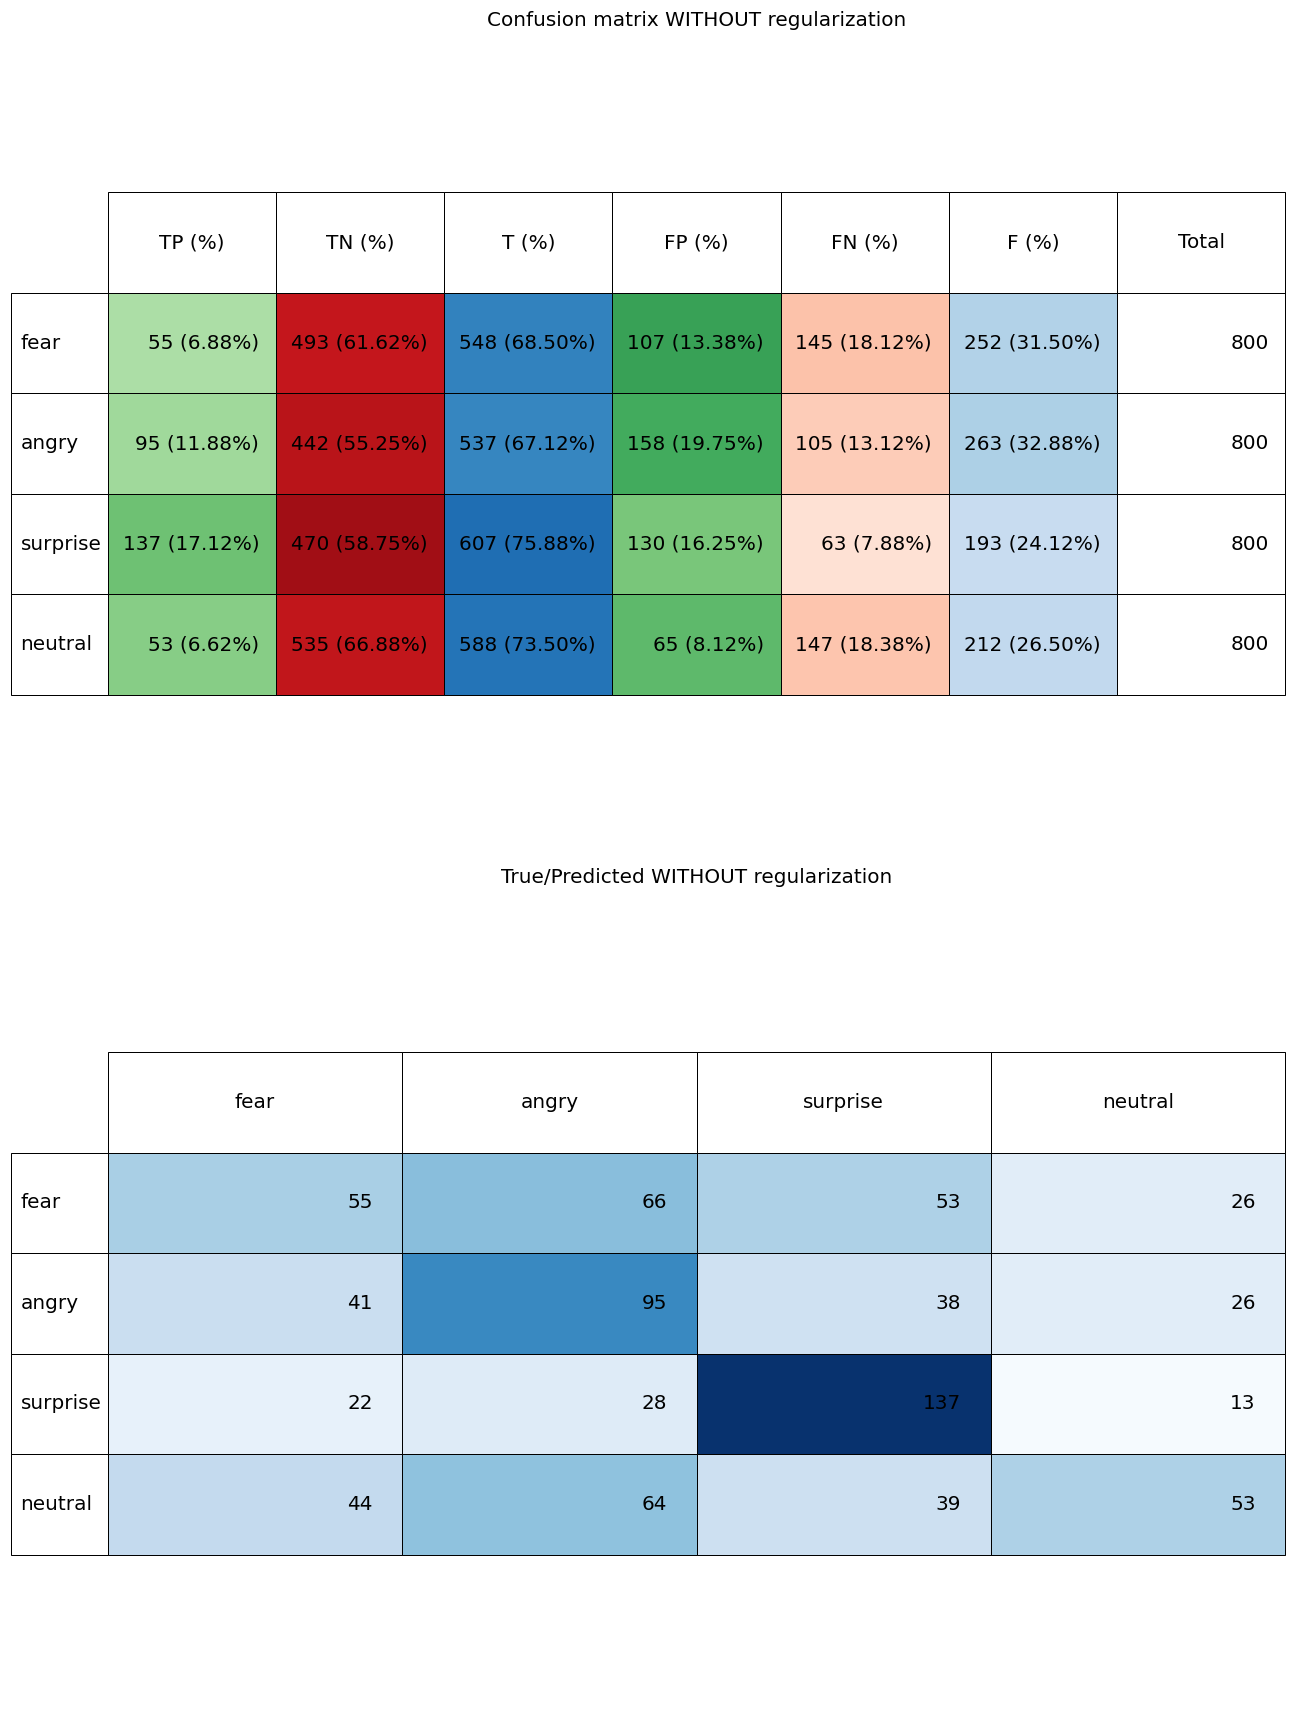 Confusion matrix WITHOUT regularization
TP (%) TN (%) T (%) FP (%) FN (%) F (%) Total
fear 55 (6.88%) 493 (61.62%) 548 (68.50%) 107 (13.38%) 145 (18.12%) 252 (31.50%) 800
angry 95 (11.88%) 442 (55.25%) 537 (67.12%) 158 (19.75%) 105 (13.12%) 263 (32.88%) 800
surprise 137 (17.12%) 470 (58.75%) 607 (75.88%) 130 (16.25%) 63 (7.88%) 193 (24.12%) 800
neutral 53 (6.62%) 535 (66.88%) 588 (73.50%) 65 (8.12%) 147 (18.38%) 212 (26.50%) 800
True/Predicted WITHOUT regularization
fear angry surprise neutral
fear 55 66 53 26
angry 41 95 38 26
surprise 22 28 137 13
neutral 44 64 39 53